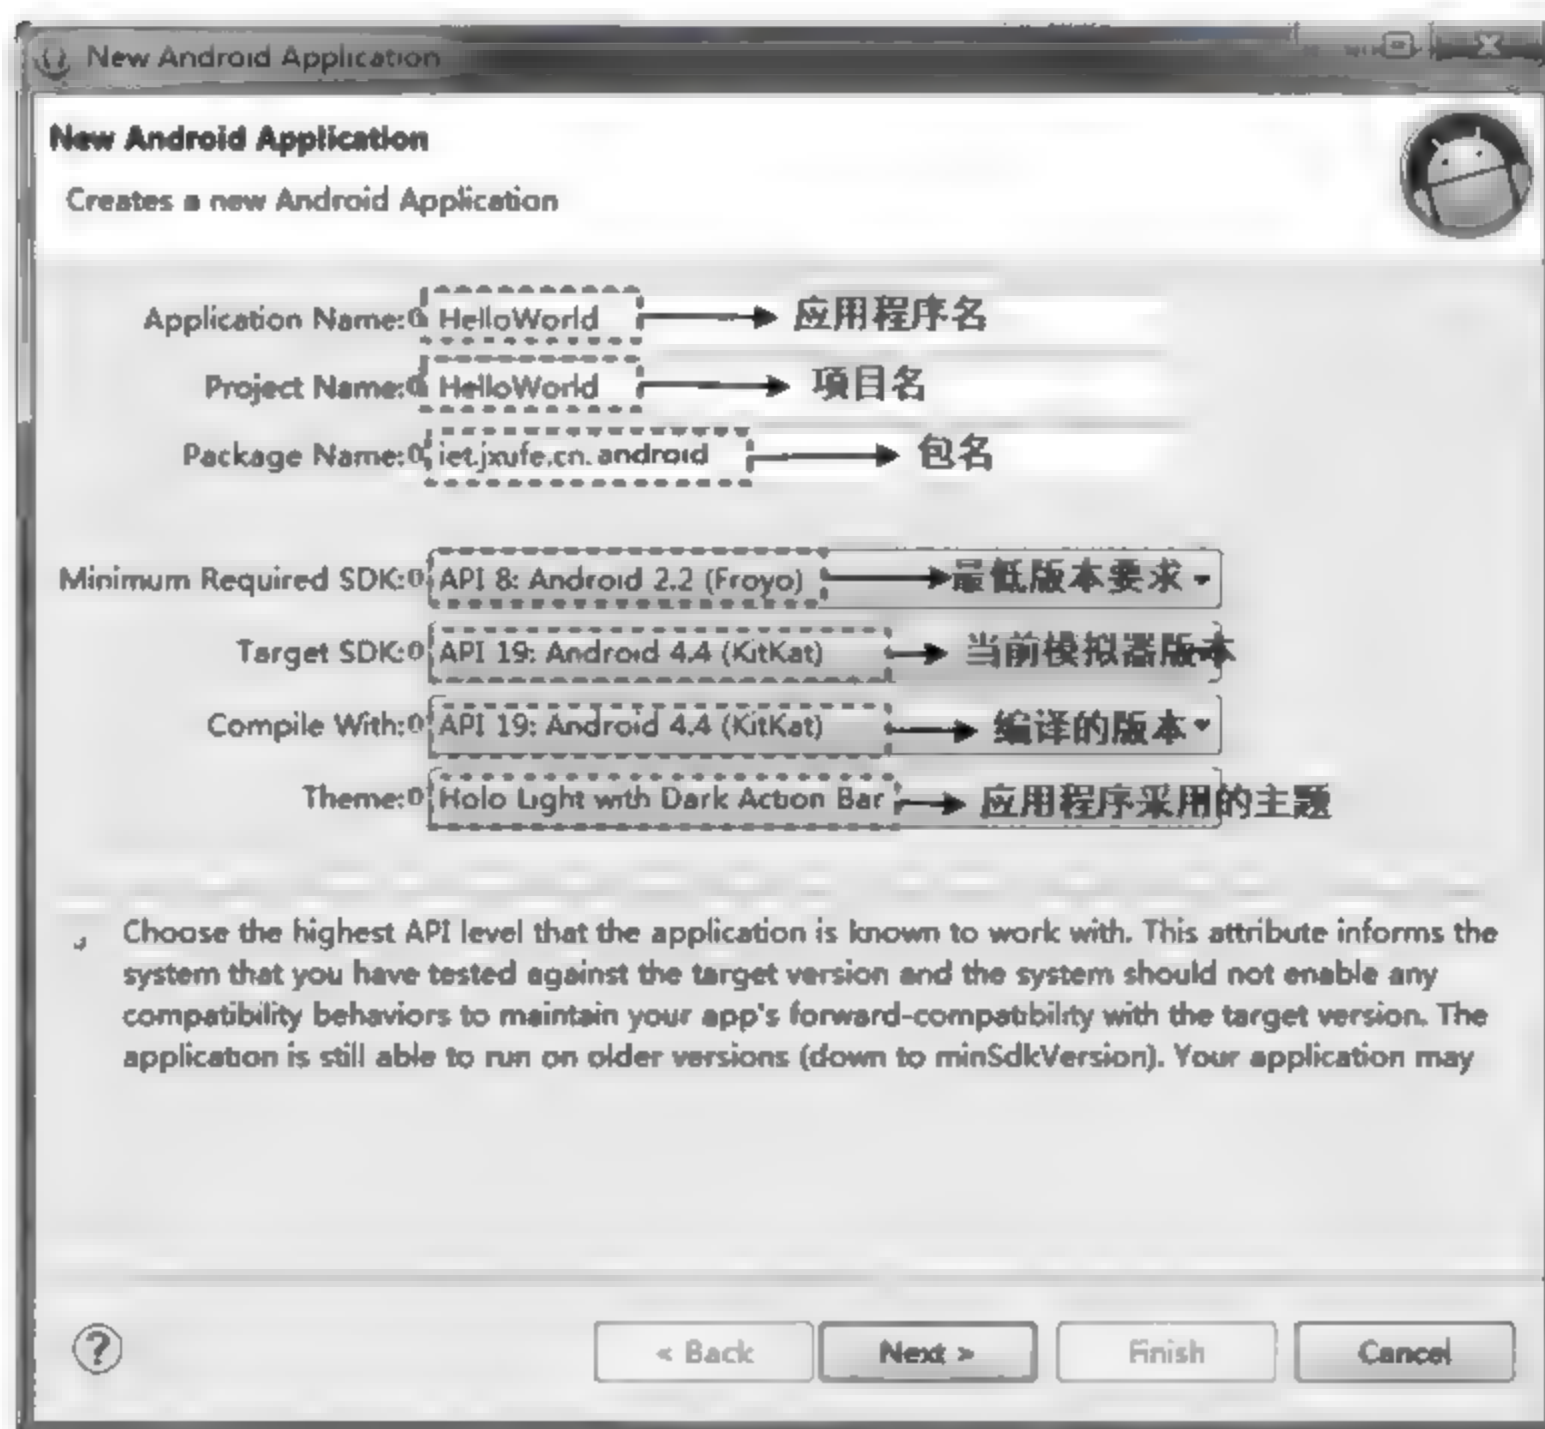 New Android Application
New Android Application
Creates a new Android Application
Application Name: HelloWorld 应用程序名
Project Name: HelloWorld 项目名
Package Name: iet.jxufe.cn.android 包名
Minimum Required SDK: API 8: Android 2.2 (Froyo) 最低版本要求
Target SDK: API 19: Android 4.4 (KitKat) 当前模拟器版本
Compile With: API 19: Android 4.4 (KitKat) 编译的版本
Theme: Holo Light with Dark Action Bar 应用程序采用的主题
Choose the highest API level that the application is known to work with. This attribute informs the
system that you have tested against the target version and the system should not enable any
compatibility behaviors to maintain your app's forward-compatibility with the target version. The
application is still able to run on older versions (down to minSdkVersion). Your application may
? < Back Next > Finish Cancel